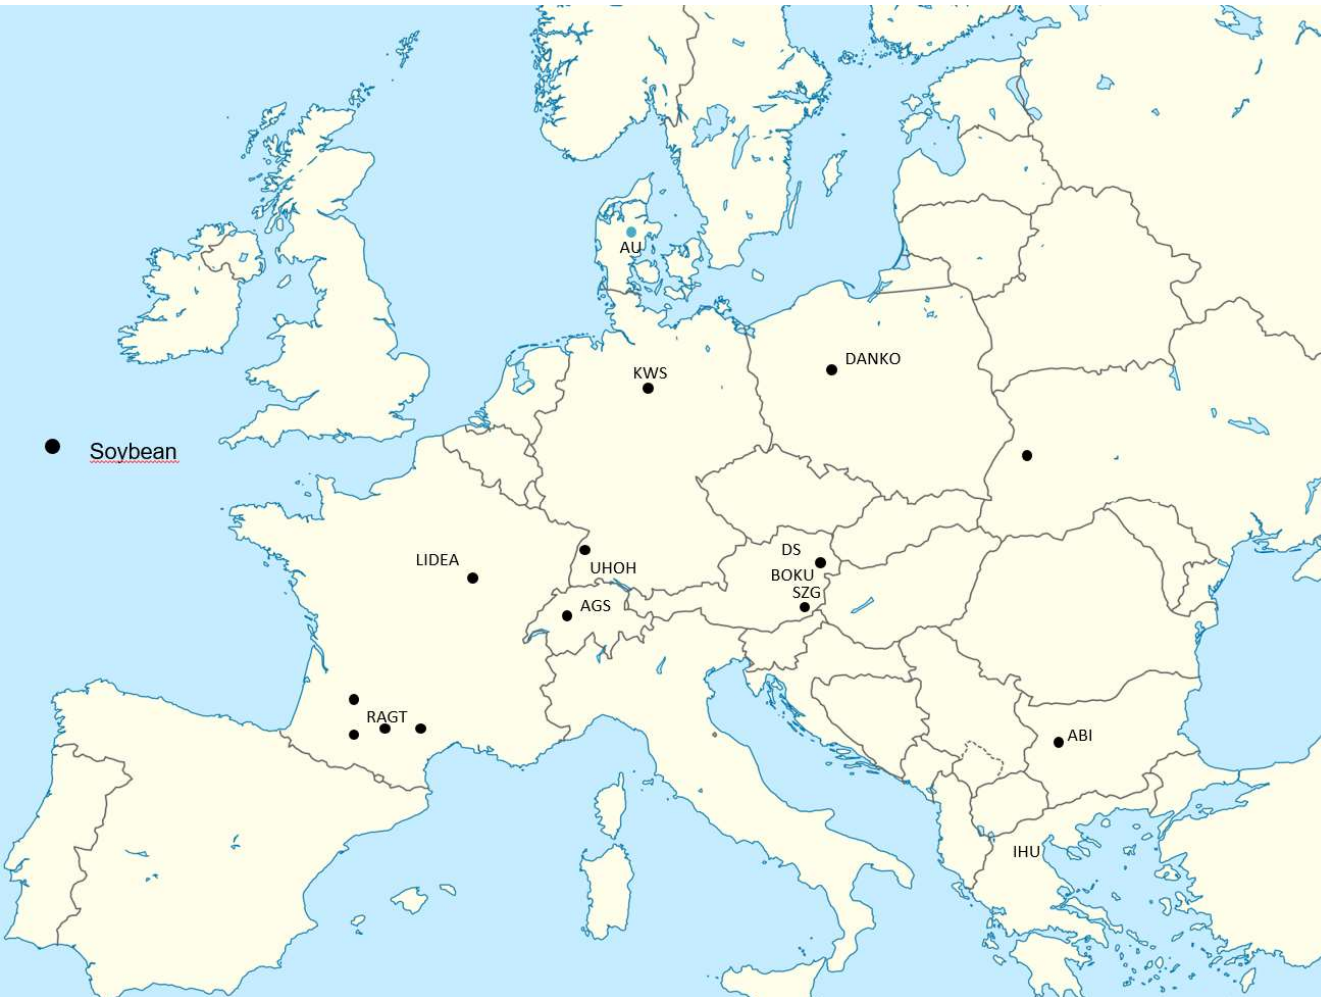 AU
DANKO
KWS
Soybean
DS
LIDEA
UHOH
BOKU
SZG
AGS
RAGT
ABI
IHU